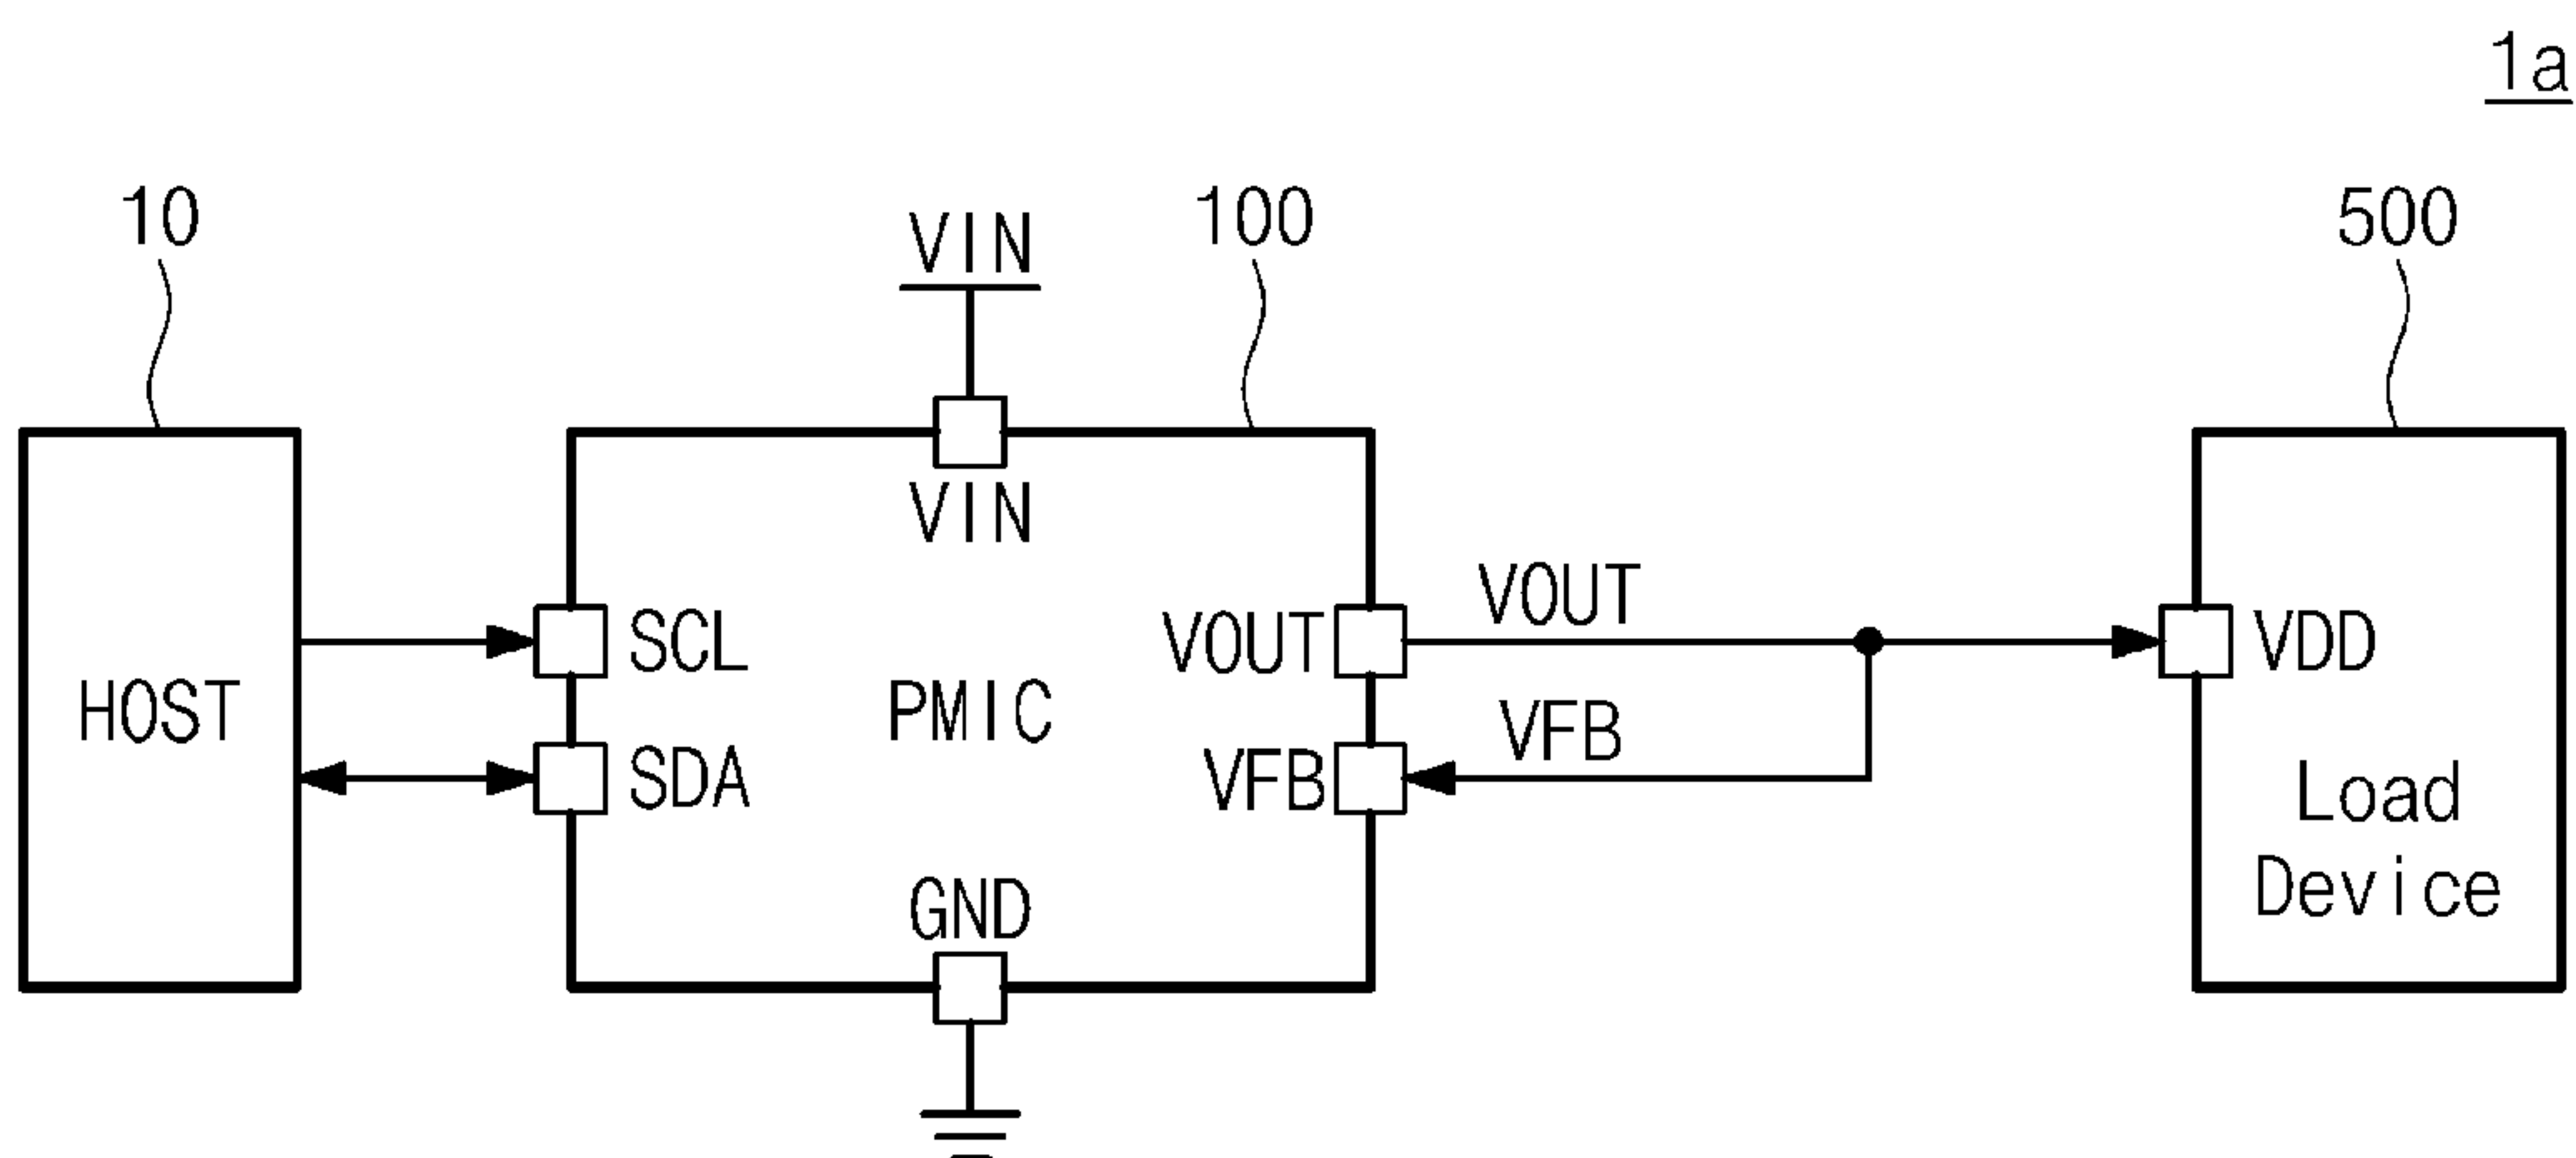 1a
10
VIN
100
500
VIN
SCL
VOUT
VOUT
VDD
HOST
PMIC
SDA
VFB
VFB
Load
Device
GND